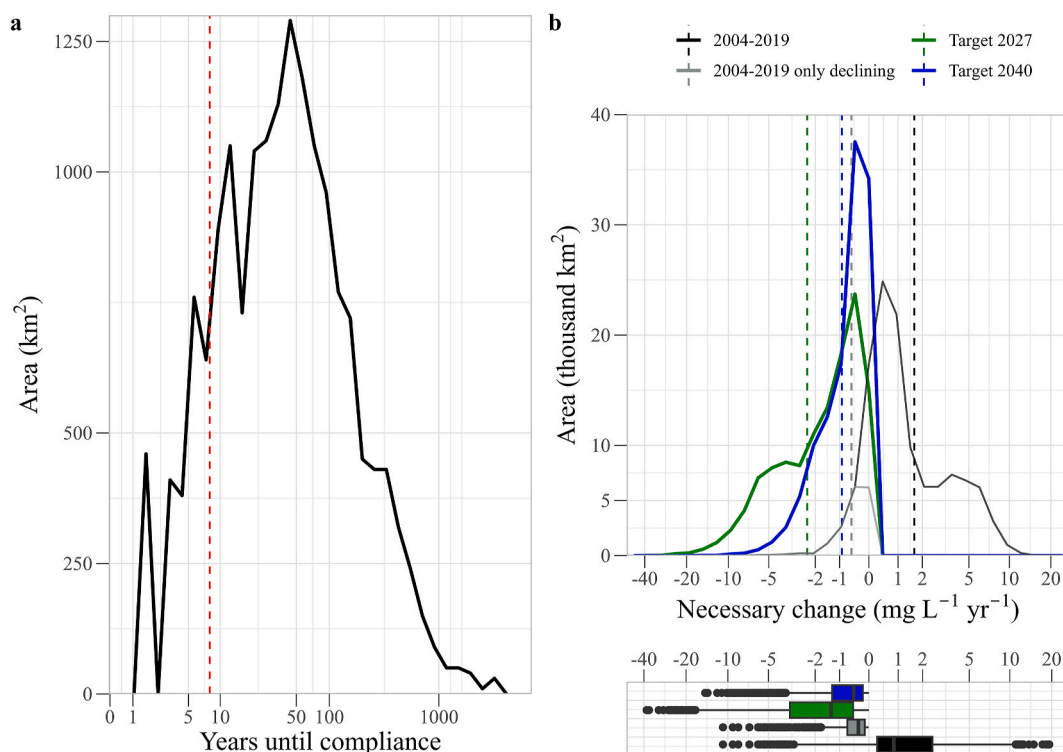 a
b
2004-2019
Target 2027
2004-2019 only declining
Target 2040
1250
1000
500
250
0
Area (km²)
0 1 5 10 50 100 1000
Years until compliance
40
30
20
10
5
0
Area (thousand km²)
-40 -20 -10 -5 -2 -1 0 1 2 5 10 20
Necessary change (mg L⁻¹ yr⁻¹)
-40 -20 -10 -5 -2 -1 0 1 2 5 10 20